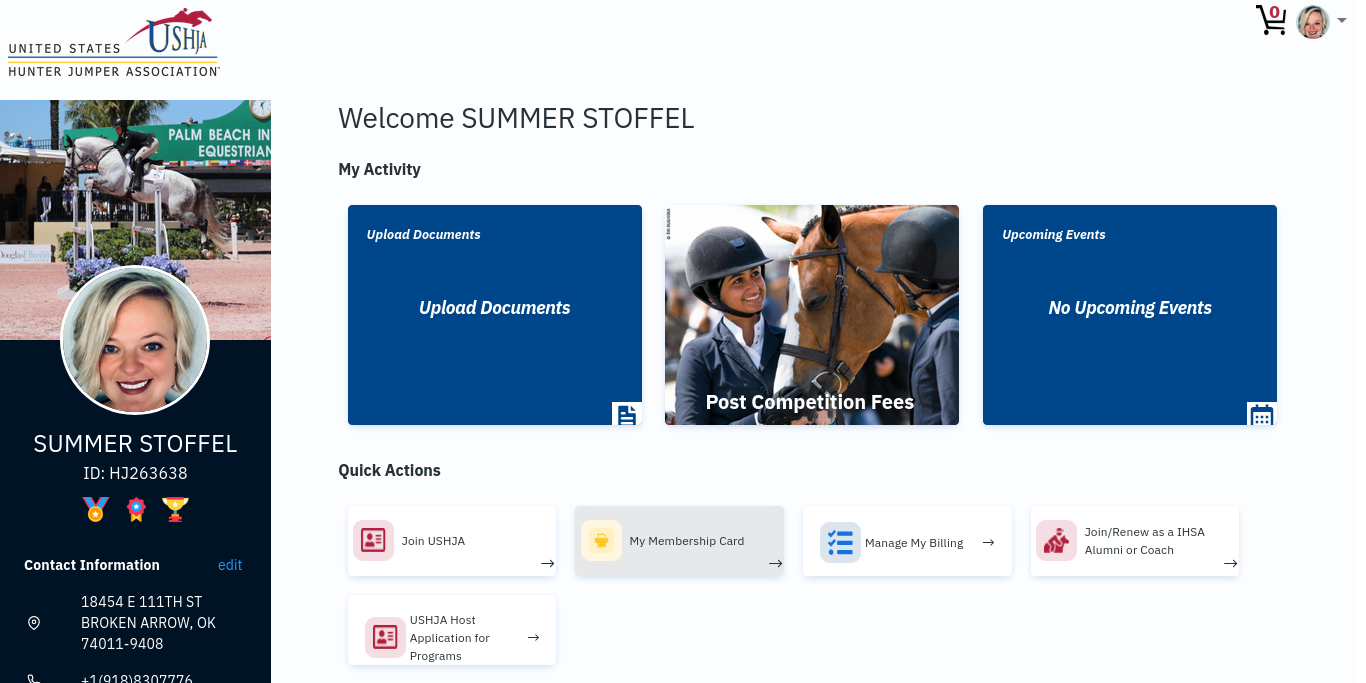 UNITED STATES
USHJA
HUNTER JUMPER ASSOCIATION
0
PALM BEACH IN
EQUESTRIAN
SUMMER STOFFEL
ID: HJ263638
Contact Information
edit
18454 E 111TH ST
BROKEN ARROW, OK
74011-9408
+1(918)8307776
Welcome SUMMER STOFFEL
My Activity
Upload Documents
Upload Documents
Post Competition Fees
Upcoming Events
No Upcoming Events
Quick Actions
Join USHJA
My Membership Card
Manage My Billing
Join/Renew as a IHSA
Alumni or Coach
USHJA Host
Application for
Programs